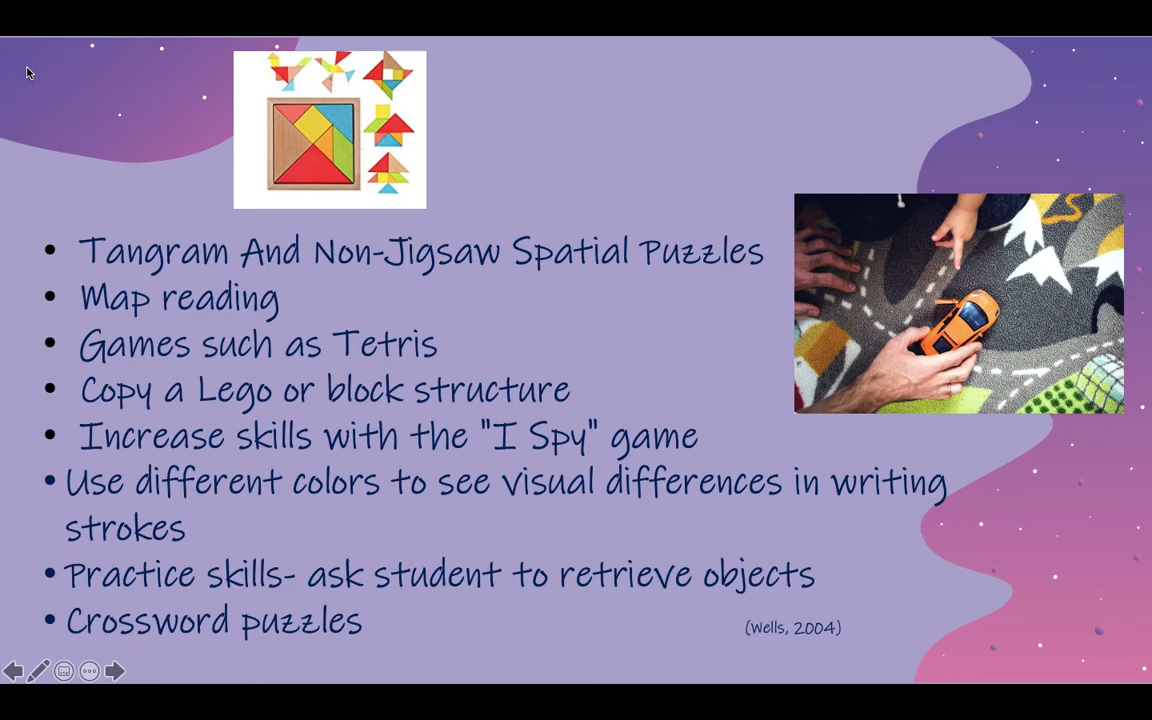 • Tangram And Non-Jigsaw Spatial Puzzles
• Map reading
• Games such as Tetris
• Copy a Lego or block structure
• Increase skills with the "I Spy" game
• Use different colors to see visual differences in writing
strokes
• Practice skills- ask student to retrieve objects
• Crossword puzzles
(Wells, 2004)